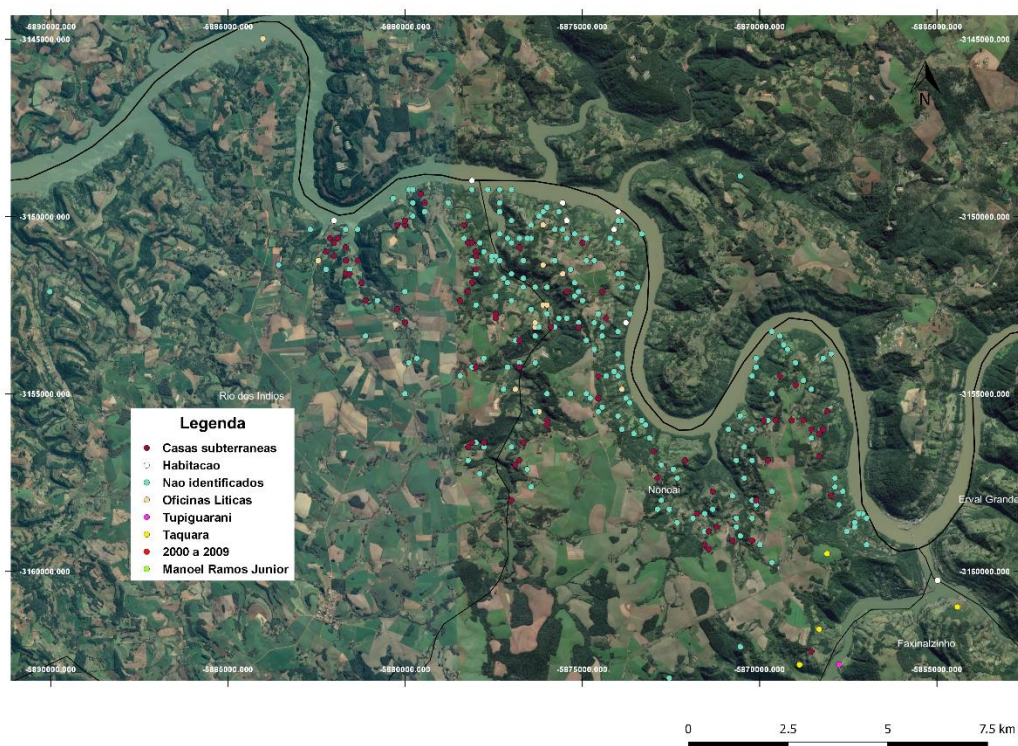 -5890000.000 -5885000.000 -5880000.000 -5875000.000 -5870000.000 -5865000.000
-3145000.000 -3145000.000
N
-3150000.000 -3150000.000
-3155000.000 -3155000.000
Rio dos Indios
Legenda
Casas subterraneas
Habitacao
Nao identificados
Oficinas Liticas
Tupiguarani
Taquara
2000 a 2009
Manoel Ramos Junior
Nonoai
Erval Grande
-3160000.000 -3160000.000
Faxinalzinho
-5890000.000 -5885000.000 -5880000.000 -5875000.000 -5870000.000 -5865000.000
0 2.5 5 7.5 km